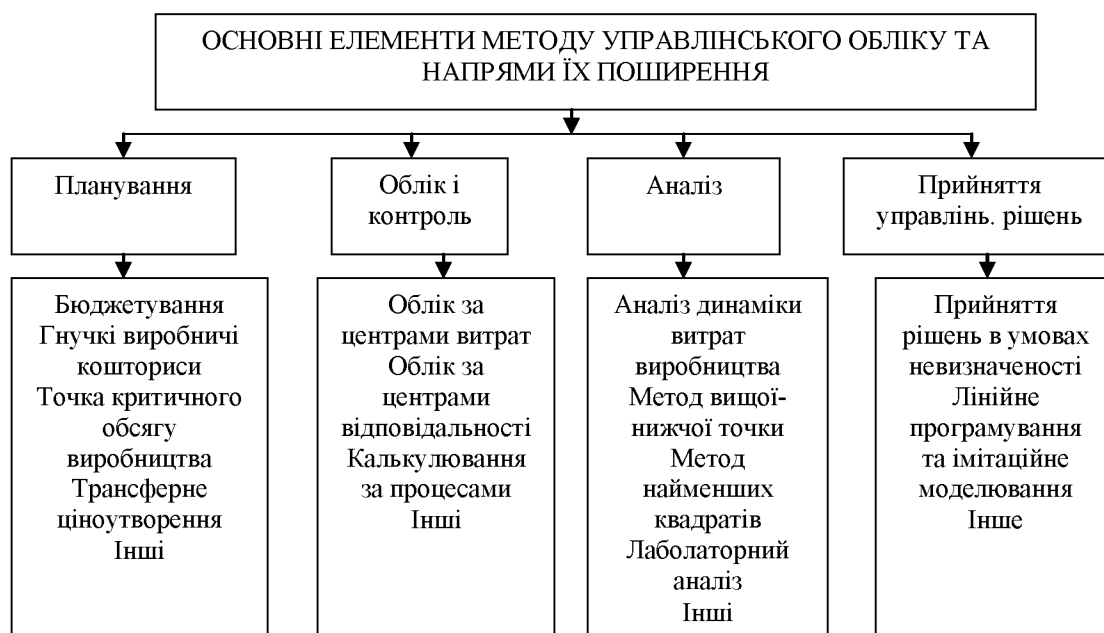 ОСНОВНІ ЕЛЕМЕНТИ МЕТОДУ УПРАВЛІНСЬКОГО ОБЛІКУ ТА
НАПРЯМИ ЇХ ПОШИРЕННЯ
Планування
Облік і
контроль
Аналіз
Прийняття
управлінь. рішень
Бюджетування
Гнучкі виробничі
кошториси
Точка критичного
обсягу
виробництва
Трансферне
ціноутворення
Інші
Облік за
центрами витрат
Облік за
центрами
відповідальності
Калькулювання
за процесами
Інші
Аналіз динаміки
витрат
виробництва
Метод вищої-
нижчої точки
Метод
найменших
квадратів
Лаболаторний
аналіз
Інші
Прийняття
рішень в умовах
невизначеності
Лінійне
програмування
та імітаційне
моделювання
Інше